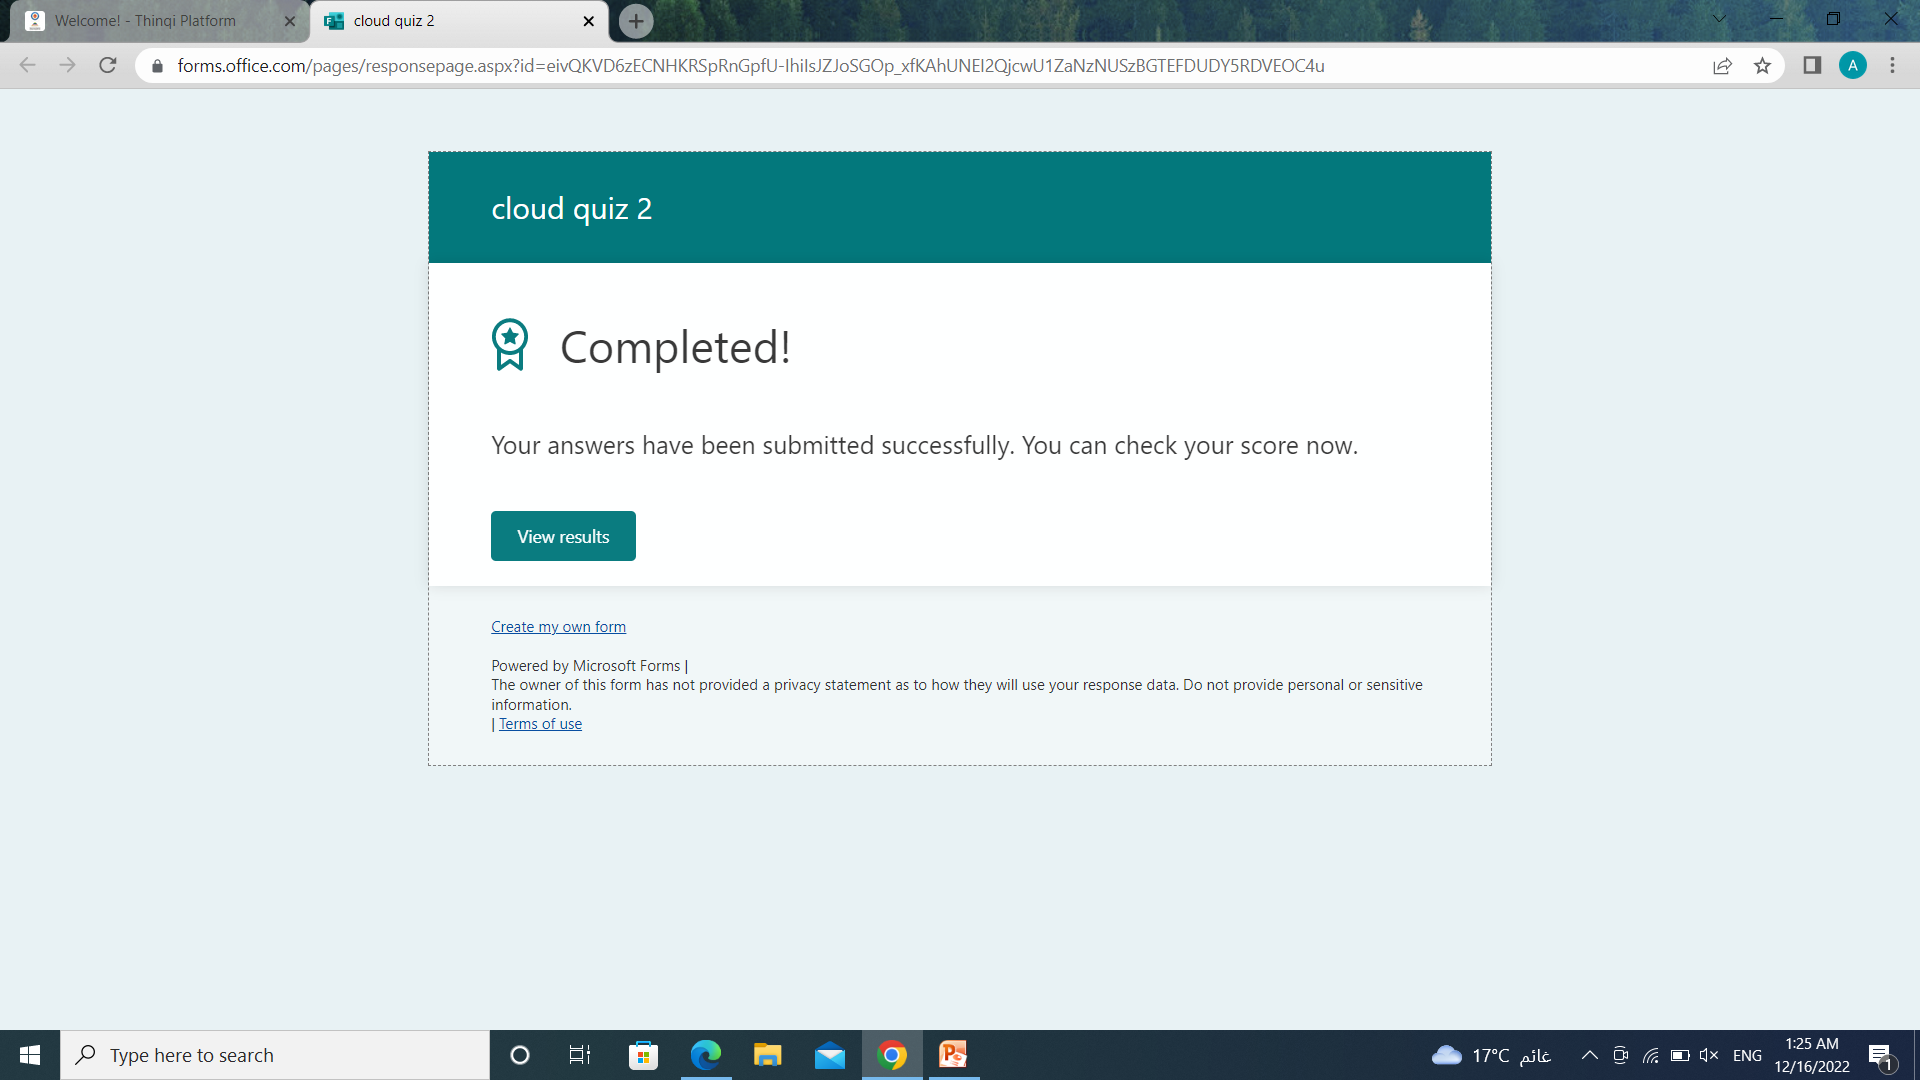 Welcome! - Thinqi Platform
cloud quiz 2
forms.office.com/pages/responsepage.aspx?id=eivQKVD6zECNHKRSpRnGpfU-IhiIsJZJoSGOp_xfKAhUNEI2QjcwU1ZaNzNUSzBGTEFDUDY5RDVEOC4u
A
cloud quiz 2
Completed!
Your answers have been submitted successfully. You can check your score now.
View results
Create my own form
Powered by Microsoft Forms |
The owner of this form has not provided a privacy statement as to how they will use your response data. Do not provide personal or sensitive
information.
| Terms of use
Type here to search
17°C غائم
ENG
1:25 AM
12/16/2022
1